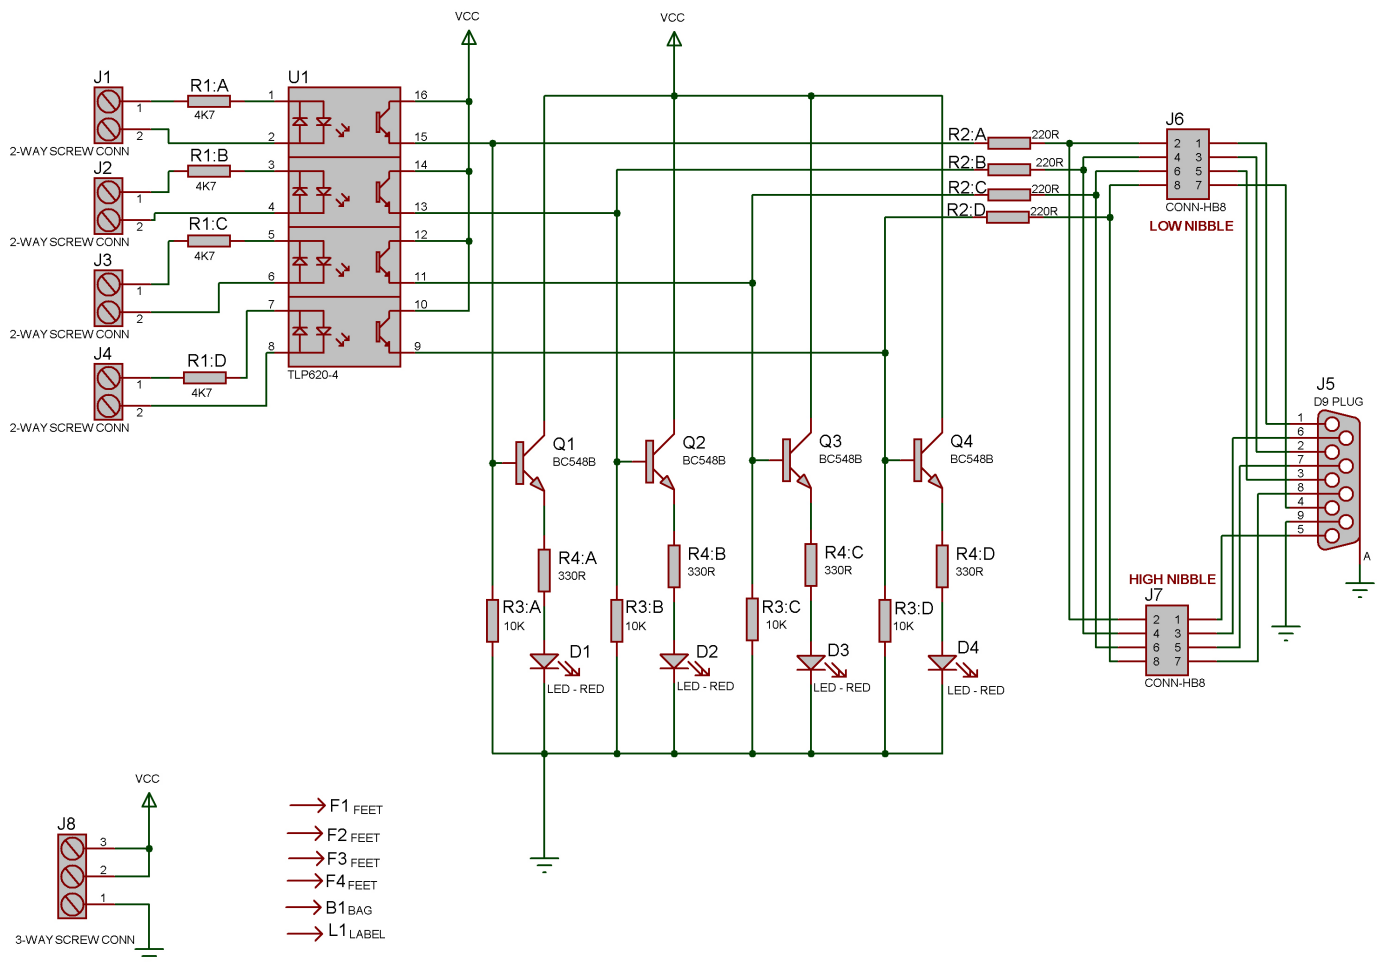 VCC
VCC
J1
1
2
2-WAY SCREW CONN
R1:A
4K7
J2
1
2
2-WAY SCREW CONN
R1:B
4K7
J3
1
2
2-WAY SCREW CONN
R1:C
4K7
J4
1
2
2-WAY SCREW CONN
R1:D
4K7
U1
1
2
3
4
5
6
7
8
16
15
14
13
12
11
10
9
TLP620-4
R2:A
220R
R2:B
220R
R2:C
220R
R2:D
220R
J6
2 1
4 3
6 5
8 7
CONN-HB8
LOW NIBBLE
J5
D9 PLUG
1
6
2
7
3
8
4
9
5
A
Q1
BC548B
Q2
BC548B
Q3
BC548B
Q4
BC548B
R4:A
330R
R4:B
330R
R4:C
330R
R4:D
330R
R3:A
10K
R3:B
10K
R3:C
10K
R3:D
10K
D1
LED - RED
D2
LED - RED
D3
LED - RED
D4
LED - RED
HIGH NIBBLE
J7
2 1
4 3
6 5
8 7
CONN-HB8
VCC
J8
3
2
1
3-WAY SCREW CONN
F1 FEET
F2 FEET
F3 FEET
F4 FEET
B1 BAG
L1 LABEL